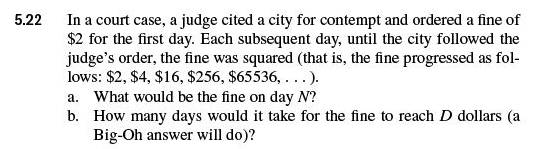 5.22 In a court case, a judge cited a city for contempt and ordered a fine of
$2 for the first day. Each subsequent day, until the city followed the
judge's order, the fine was squared (that is, the fine progressed as fol-
lows: $2, $4, $16, $256, $65536, . . . ).
a. What would be the fine on day N?
b. How many days would it take for the fine to reach D dollars (a
Big-Oh answer will do)?